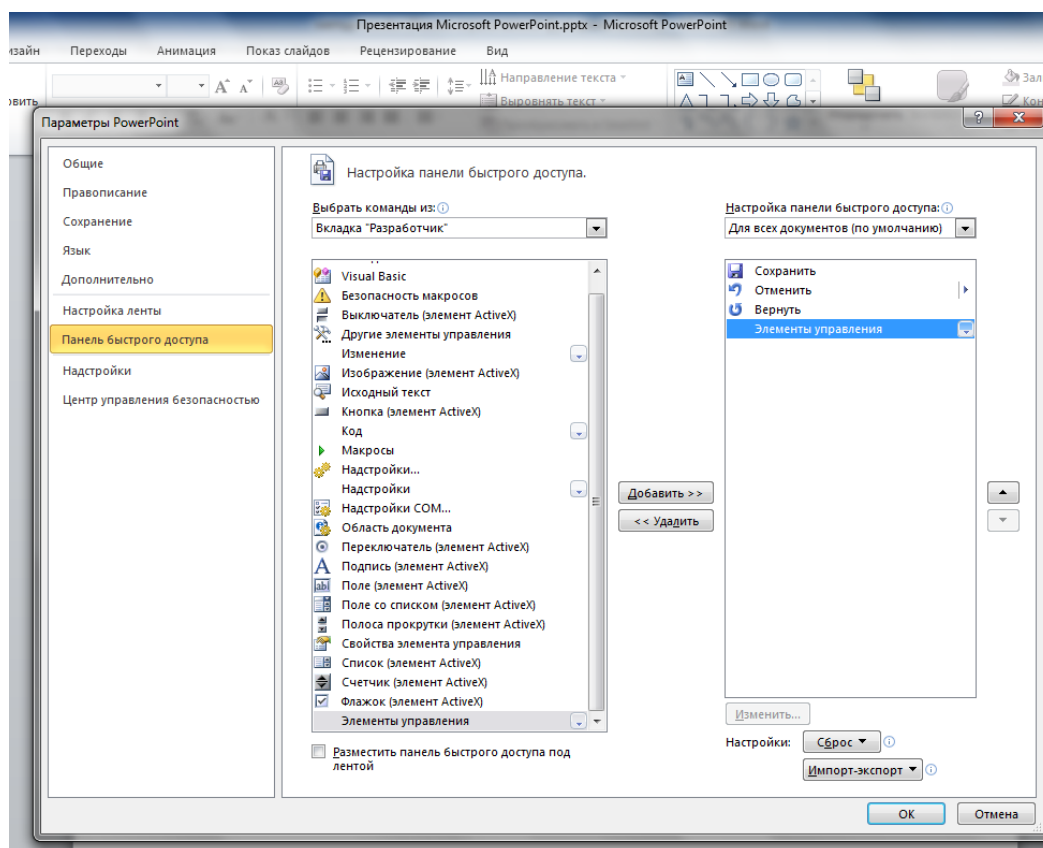 Презентация Microsoft PowerPoint.pptx - Microsoft PowerPoint
изайн Переходы Анимация Показ слайдов Рецензирование Вид
Направление текста
Зал
овить
Выровнять текст
Кон
Параметры PowerPoint
Общие
Правописание
Сохранение
Язык
Дополнительно
Настройка ленты
Панель быстрого доступа
Надстройки
Центр управления безопасностью
Настройка панели быстрого доступа.
Выбрать команды из:
Вкладка "Разработчик"
Visual Basic
Безопасность макросов
Выключатель (элемент ActiveX)
Другие элементы управления
Изменение
Изображение (элемент ActiveX)
Исходный текст
Кнопка (элемент ActiveX)
Код
Макросы
Надстройки...
Надстройки
Надстройки COM...
Область документа
Переключатель (элемент ActiveX)
Подпись (элемент ActiveX)
Поле (элемент ActiveX)
Поле со списком (элемент ActiveX)
Полоса прокрутки (элемент ActiveX)
Свойства элемента управления
Список (элемент ActiveX)
Счетчик (элемент ActiveX)
Флажок (элемент ActiveX)
Элементы управления
Разместить панель быстрого доступа под
лентой
Добавить >>
<< Удалить
Настройка панели быстрого доступа:
Для всех документов (по умолчанию)
Сохранить
Отменить
Вернуть
Элементы управления
Изменить...
Настройки: Сброс
Импорт-экспорт
ОК Отмена